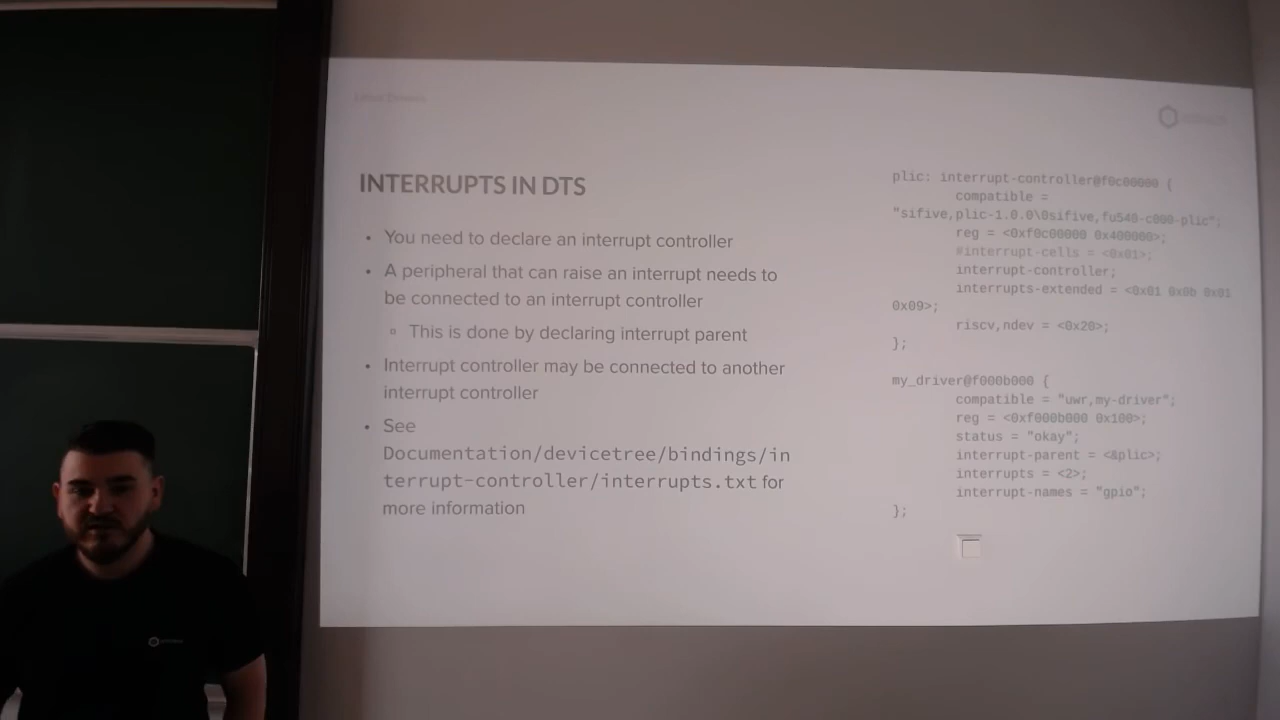 INTERRUPTS IN DTS
• You need to declare an interrupt controller
• A peripheral that can raise an interrupt needs to
be connected to an interrupt controller
▫ This is done by declaring interrupt parent
• Interrupt controller may be connected to another
interrupt controller
• See
Documentation/devicetree/bindings/in
terrupt-controller/interrupts.txt for
more information
plic: interrupt-controller@f0c00000 {
compatible =
"sifive,plic-1.0.0\0sifive,fu540-c000-plic";
reg = <0xf0c00000 0x400000>;
#interrupt-cells = <0x01>;
interrupt-controller;
interrupts-extended = <0x01 0x0b 0x01
0x09>;
riscv,ndev = <0x20>;
};
my_driver@f000b000 {
compatible = "uwr,my-driver";
reg = <0xf000b000 0x100>;
status = "okay";
interrupt-parent = <&plic>;
interrupts = <2>;
interrupt-names = "gpio";
};